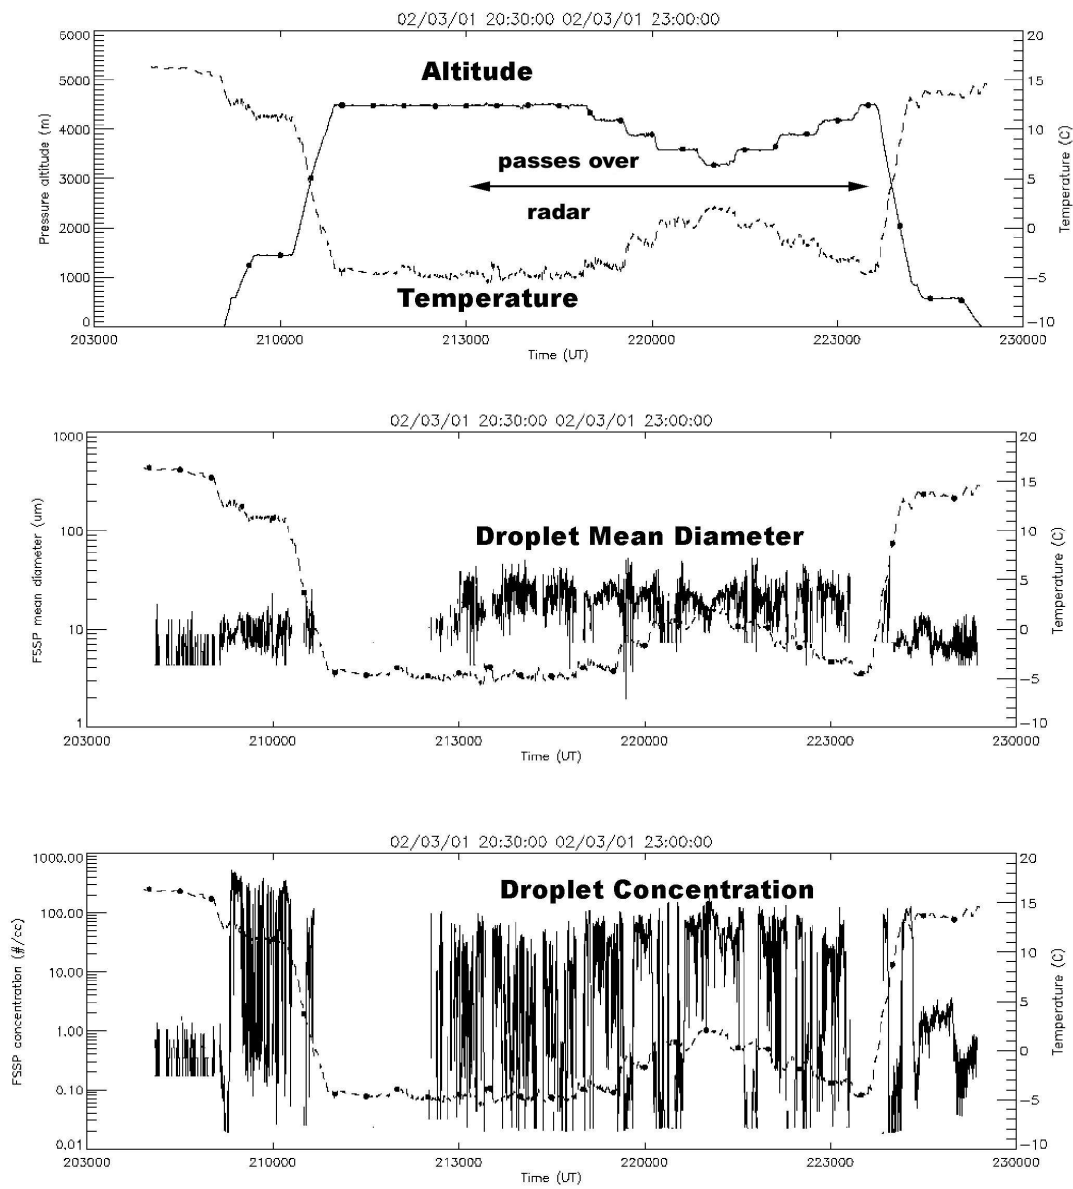 02/03/01 20:30:00 02/03/01 23:00:00
6000
5000
4000
3000
2000
1000
0
Pressure altitude (m)
20
15
10
5
0
−5
−10
Temperature (C)
Altitude
passes over
radar
Temperature
203000 210000 213000 220000 223000 230000
Time (UT)
02/03/01 20:30:00 02/03/01 23:00:00
1000
100
10
1
FSSP mean diameter (um)
20
15
10
5
0
−5
−10
Temperature (C)
Droplet Mean Diameter
203000 210000 213000 220000 223000 230000
Time (UT)
02/03/01 20:30:00 02/03/01 23:00:00
1000.00
100.00
10.00
1.00
0.10
0.01
FSSP concentration (#/cc)
20
15
10
5
0
−5
−10
Temperature (C)
Droplet Concentration
203000 210000 213000 220000 223000 230000
Time (UT)